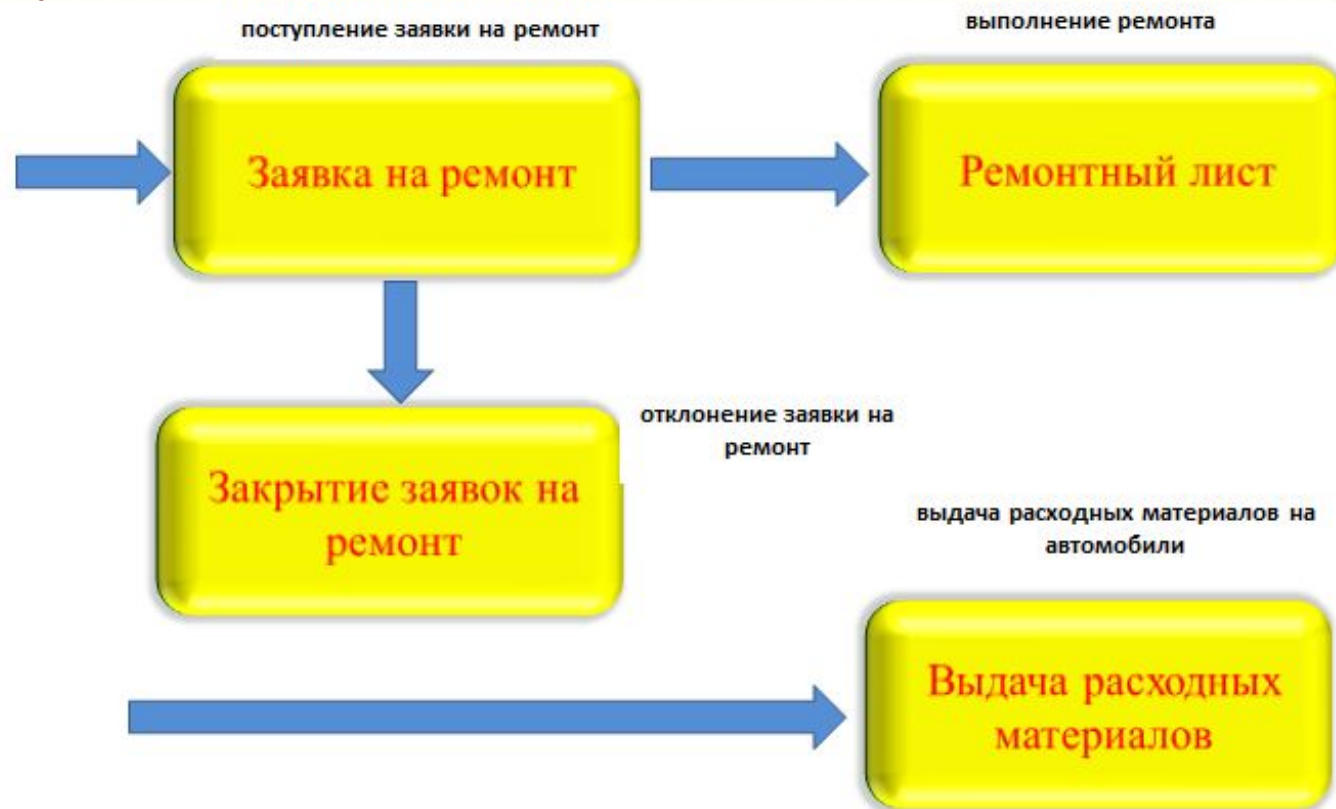 поступление заявки на ремонт
выполнение ремонта
Заявка на ремонт
Ремонтный лист
отклонение заявки на
ремонт
Закрытие заявок на
ремонт
выдача расходных материалов на
автомобили
Выдача расходных
материалов